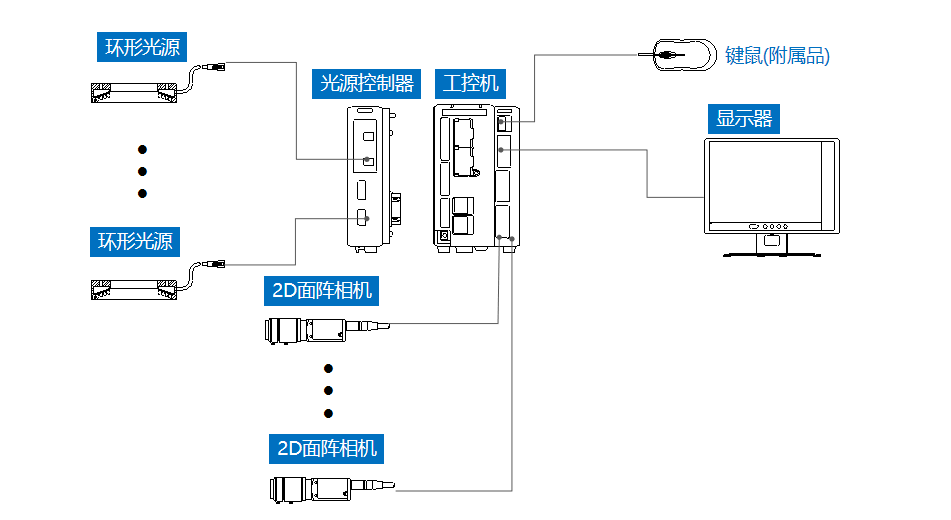 环形光源
光源控制器
工控机
键鼠(附属品)
显示器
环形光源
2D面阵相机
2D面阵相机